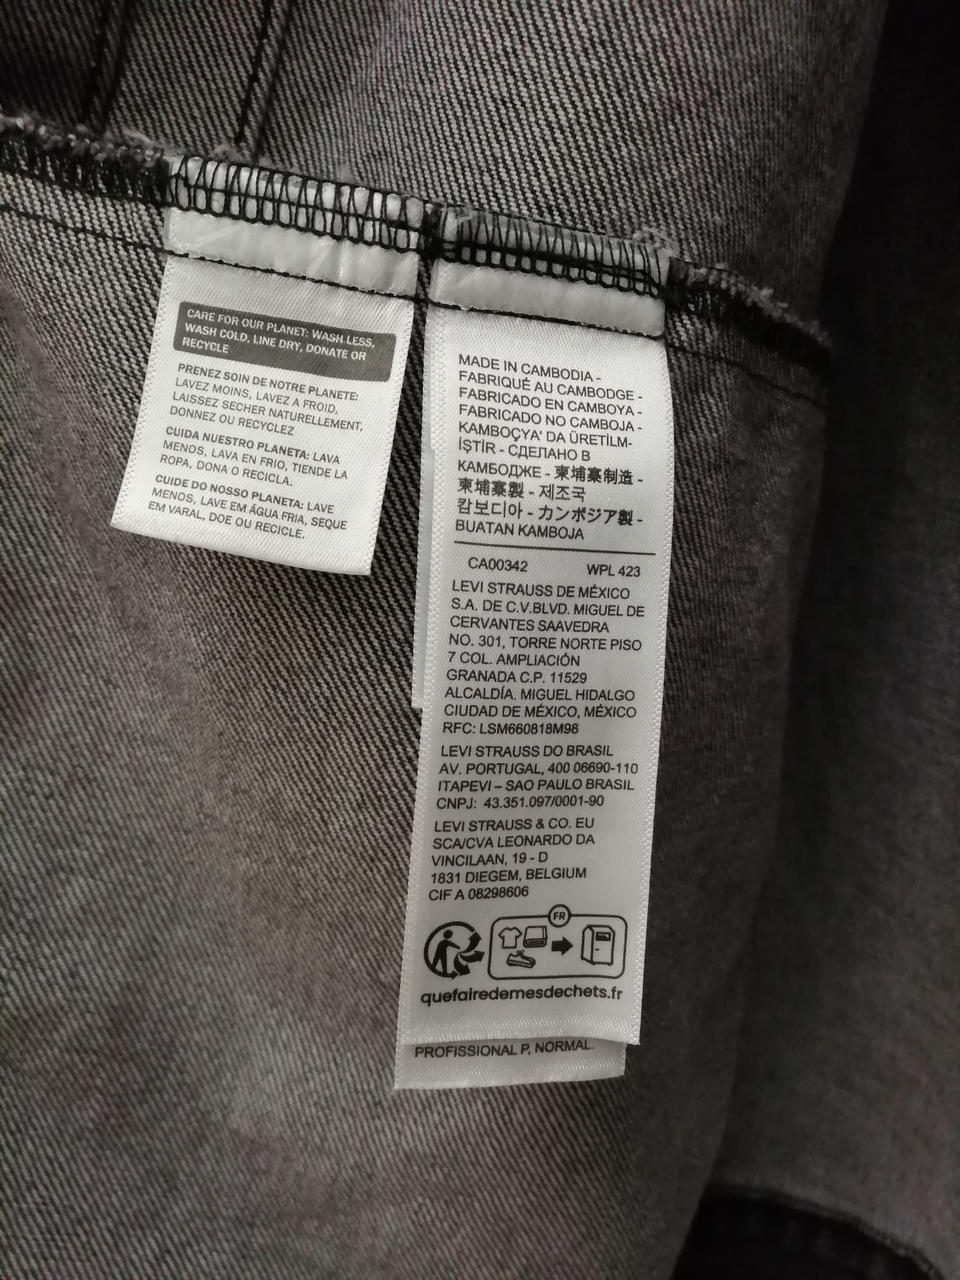 CARE FOR OUR PLANET: WASH LESS,
WASH COLD, LINE DRY, DONATE OR
RECYCLE
PRENEZ SOIN DE NOTRE PLANETE:
LAVEZ MOINS, LAVEZ A FROID,
LAISSEZ SECHER NATURELLEMENT,
DONNEZ OU RECYCLEZ
CUIDA NUESTRO PLANETA: LAVA
MENOS, LAVA EN FRIO, TIENDE LA
ROPA, DONA O RECICLA.
CUIDE DO NOSSO PLANETA: LAVE
MENOS, LAVE EM ÁGUA FRIA, SEQUE
EM VARAL, DOE OU RECICLE.
MADE IN CAMBODIA -
FABRIQUÉ AU CAMBODGE -
FABRICADO EN CAMBOYA -
FABRICADO NO CAMBOJA -
KAMBOÇYA' DA ÜRETİLM-
İŞTİR - СДЕЛАНО В
КАМБОДЖЕ - 柬埔寨制造 -
柬埔寨製 - 제조국
캄보디아 - カンボジア製 -
BUATAN KAMBOJA
CA00342 WPL 423
LEVI STRAUSS DE MÉXICO
S.A. DE C.V.BLVD. MIGUEL DE
CERVANTES SAAVEDRA
NO. 301, TORRE NORTE PISO
7 COL. AMPLIACIÓN
GRANADA C.P. 11529
ALCALDÍA. MIGUEL HIDALGO
CIUDAD DE MÉXICO, MÉXICO
RFC: LSM660818M98
LEVI STRAUSS DO BRASIL
AV. PORTUGAL, 400 06690-110
ITAPEVI – SAO PAULO BRASIL
CNPJ: 43.351.097/0001-90
LEVI STRAUSS & CO. EU
SCA/CVA LEONARDO DA
VINCILAAN, 19 - D
1831 DIEGEM, BELGIUM
CIF A 08298606
FR
quefairedemesdechets.fr
PROFISSIONAL P, NORMAL.